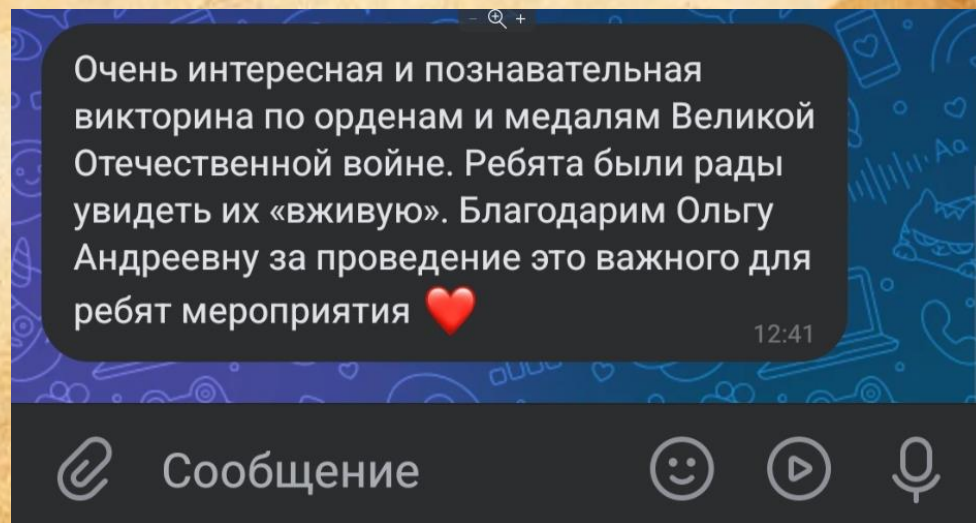 Очень интересная и познавательная
викторина по орденам и медалям Великой
Отечественной войне. Ребята были рады
увидеть их «вживую». Благодарим Ольгу
Андреевну за проведение это важного для
ребят мероприятия ❤️
12:41
Сообщение